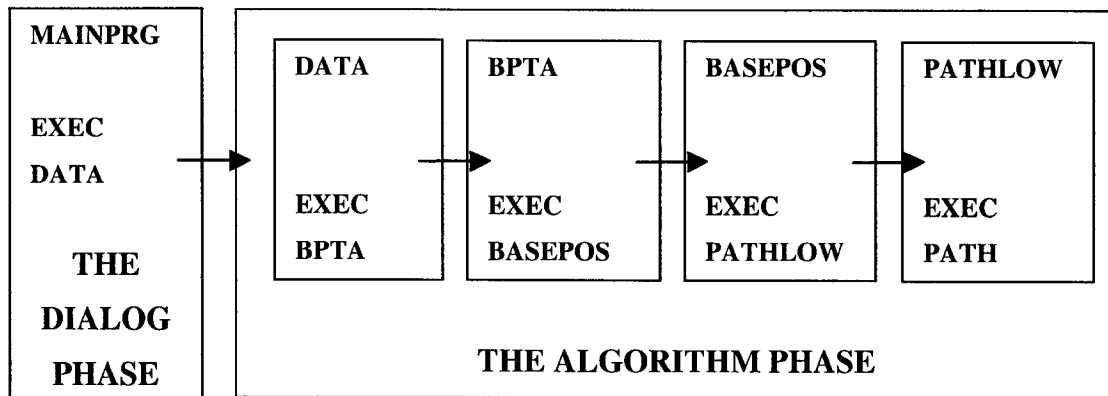 MAINPRG
EXEC
DATA
THE
DIALOG
PHASE
DATA
EXEC
BPTA
BPTA
EXEC
BASEPOS
BASEPOS
EXEC
PATHLOW
PATHLOW
EXEC
PATH
THE ALGORITHM PHASE